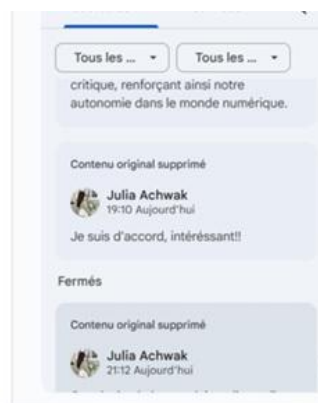 Tous les ... Tous les ...
critique, renforçant ainsi notre
autonomie dans le monde numérique.
Contenu original supprimé
Julia Achwak
19:10 Aujourd'hui
Je suis d'accord, intéréssant!!
Fermés
Contenu original supprimé
Julia Achwak
21:12 Aujourd'hui